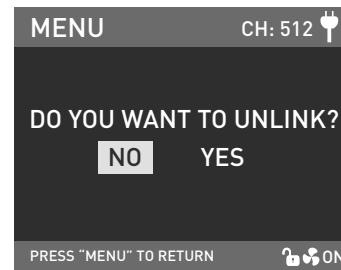 MENU CH: 512
DO YOU WANT TO UNLINK?
NO YES
PRESS “MENU” TO RETURN ON